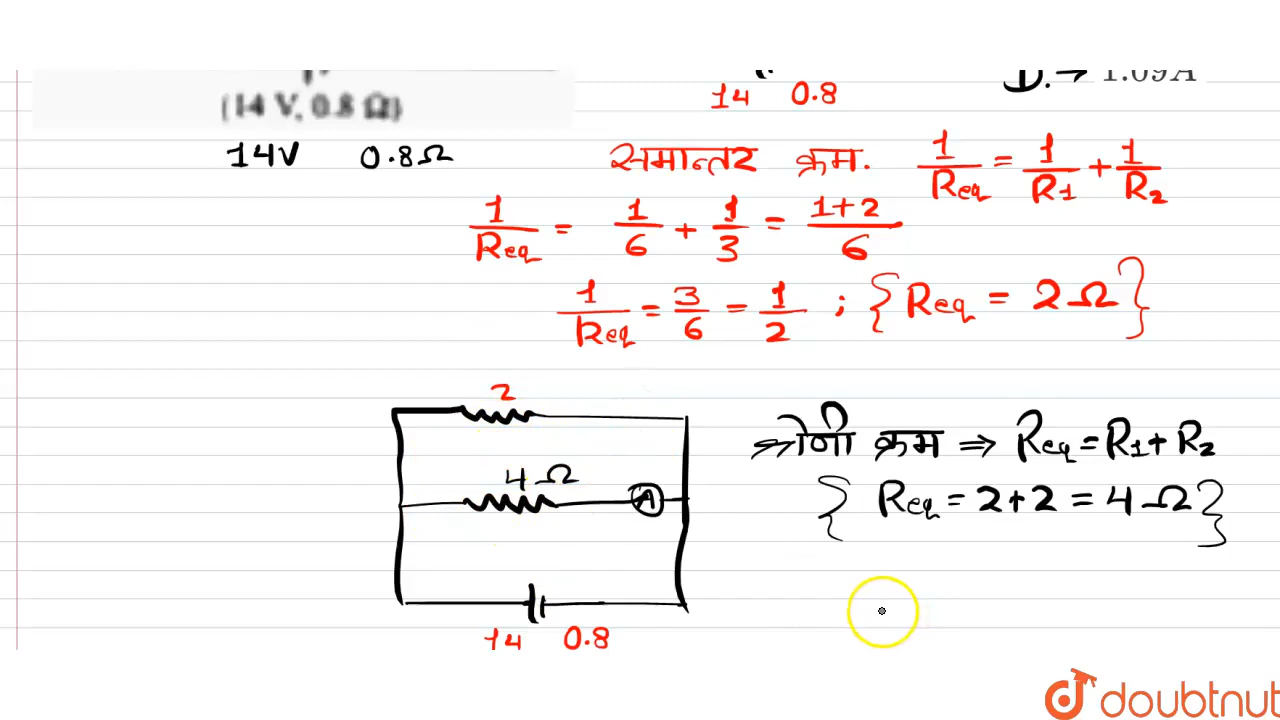 D. → 1.09A
14 0.8
(14 V, 0.8 Ω)
14V 0.8Ω
समान्तर क्रम. 1/Req = 1/R1 + 1/R2
1/Req = 1/6 + 1/3 = (1+2)/6
1/Req = 3/6 = 1/2 ; {Req = 2Ω}
2
श्रेणी क्रम ⇒ Req = R1 + R2
4Ω A
{Req = 2+2 = 4Ω}
14 0.8
doubtnut